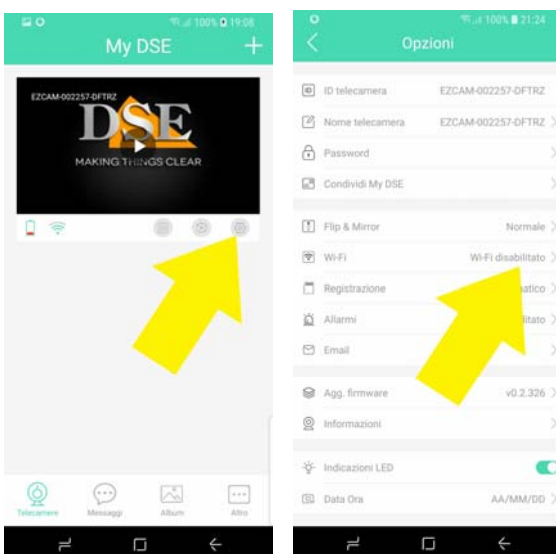 100% 19:08
My DSE
EZCAM-002257-DFTRZ
DSE
MAKING THINGS CLEAR
Telecamere Messaggi Album Altro
100% 21:24
Opzioni
ID telecamera EZCAM-002257-DFTRZ
Nome telecamera EZCAM-002257-DFTRZ
Password
Condividi My DSE
Flip & Mirror Normale
Wi-Fi Wi-Fi disabilitato
Registrazione
Allarmi
Email
Agg. firmware v0.2.326
Informazioni
Indicazioni LED
Data Ora AA/MM/DD